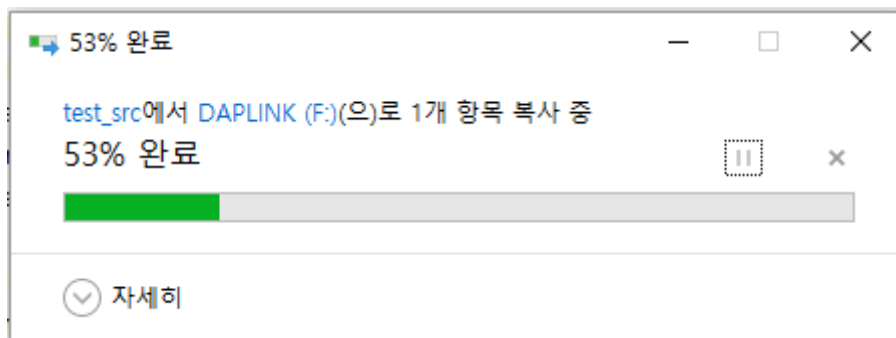 53% 완료
test_src에서 DAPLINK (F:)(으)로 1개 항목 복사 중
53% 완료
자세히